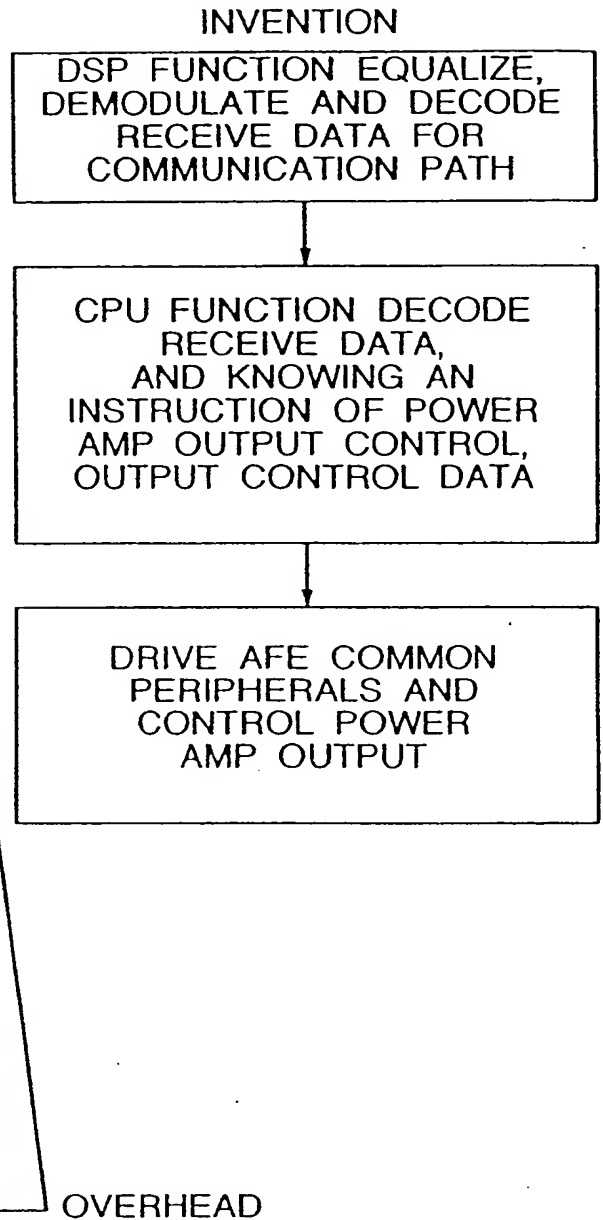 INVENTION
DSP FUNCTION EQUALIZE,
DEMODULATE AND DECODE
RECEIVE DATA FOR
COMMUNICATION PATH
CPU FUNCTION DECODE
RECEIVE DATA,
AND KNOWING AN
INSTRUCTION OF POWER
AMP OUTPUT CONTROL,
OUTPUT CONTROL DATA
DRIVE AFE COMMON
PERIPHERALS AND
CONTROL POWER
AMP OUTPUT
OVERHEAD